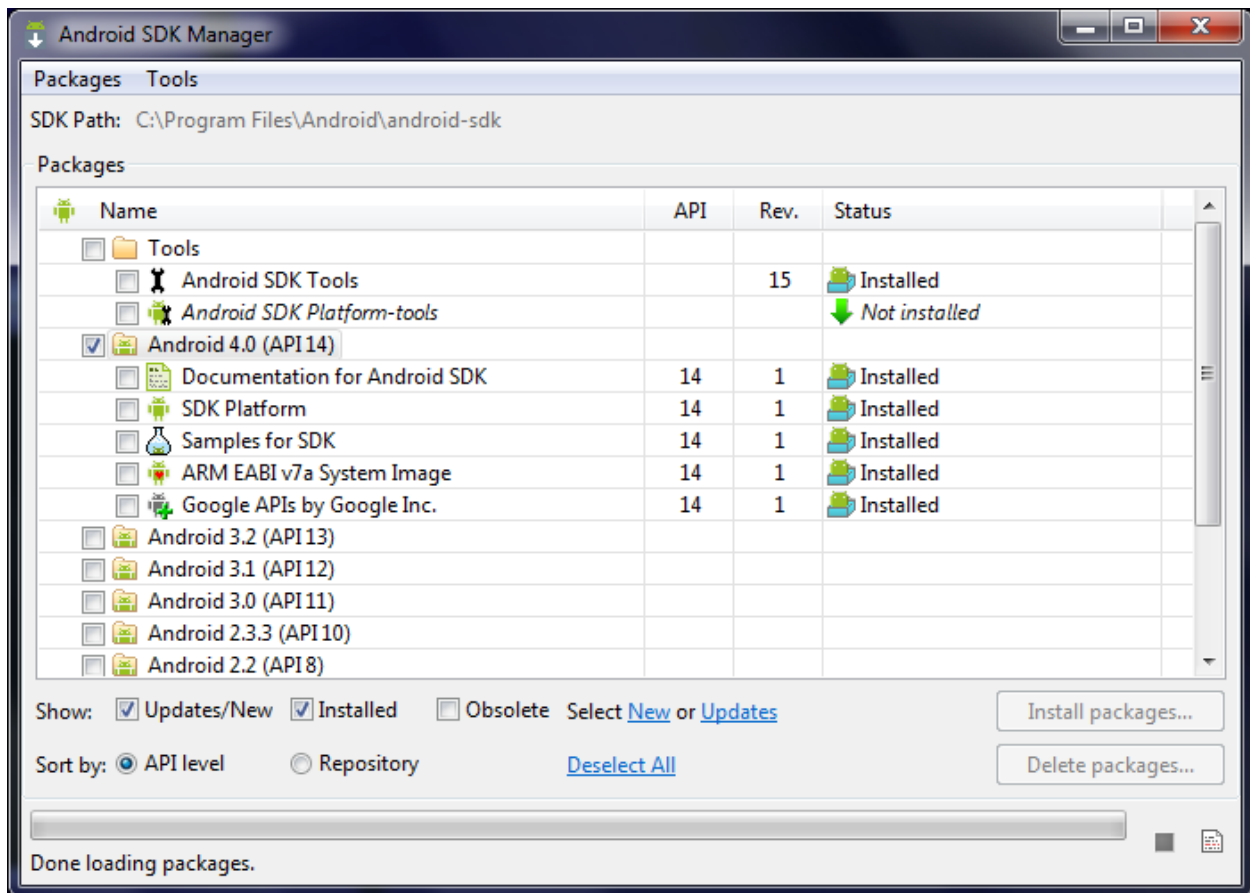 Android SDK Manager
Packages Tools
SDK Path: C:\Program Files\Android\android-sdk
Packages
Name API Rev. Status
Tools
Android SDK Tools 15 Installed
Android SDK Platform-tools Not installed
Android 4.0 (API 14)
Documentation for Android SDK 14 1 Installed
SDK Platform 14 1 Installed
Samples for SDK 14 1 Installed
ARM EABI v7a System Image 14 1 Installed
Google APIs by Google Inc. 14 1 Installed
Android 3.2 (API 13)
Android 3.1 (API 12)
Android 3.0 (API 11)
Android 2.3.3 (API 10)
Android 2.2 (API 8)
Show: Updates/New Installed Obsolete Select New or Updates Install packages...
Sort by: API level Repository Deselect All Delete packages...
Done loading packages.